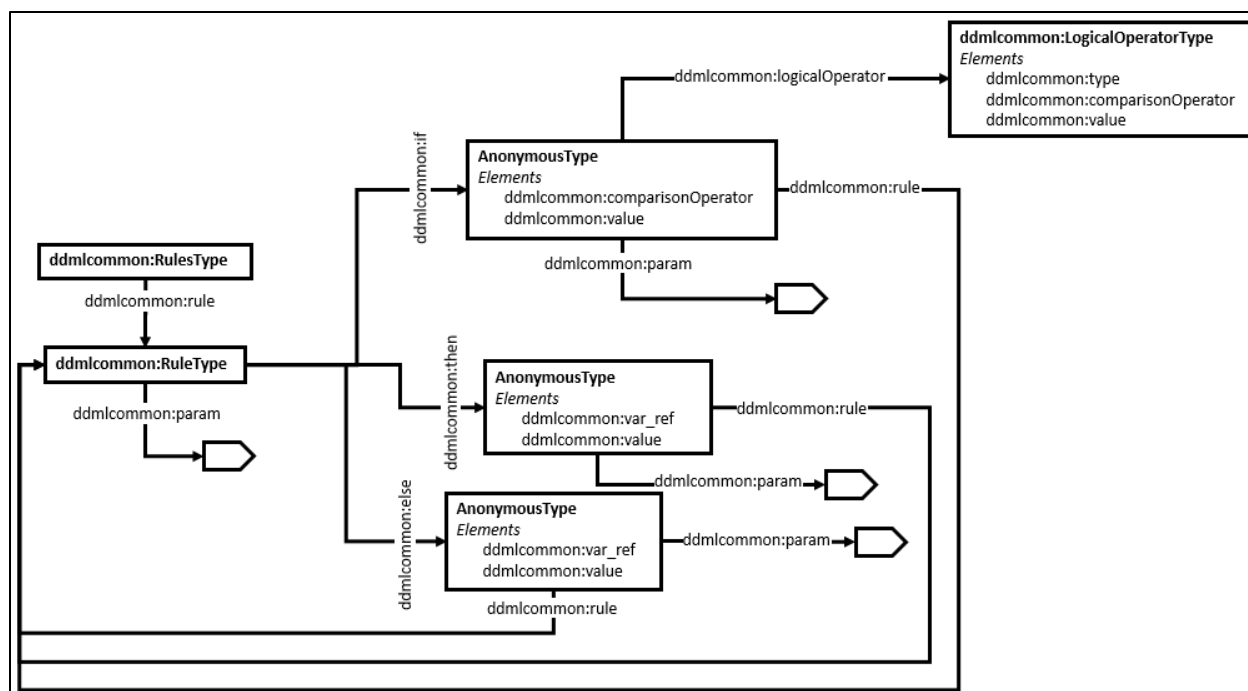 ddmlcommon:LogicalOperatorType
Elements
ddmlcommon:type
ddmlcommon:comparisonOperator
ddmlcommon:value
ddmlcommon:logicalOperator
ddmlcommon:if
AnonymousType
Elements
ddmlcommon:comparisonOperator
ddmlcommon:value
ddmlcommon:rule
ddmlcommon:param
ddmlcommon:RulesType
ddmlcommon:rule
ddmlcommon:RuleType
ddmlcommon:param
ddmlcommon:then
AnonymousType
Elements
ddmlcommon:var_ref
ddmlcommon:value
ddmlcommon:rule
ddmlcommon:param
ddmlcommon:else
AnonymousType
Elements
ddmlcommon:var_ref
ddmlcommon:value
ddmlcommon:param
ddmlcommon:rule